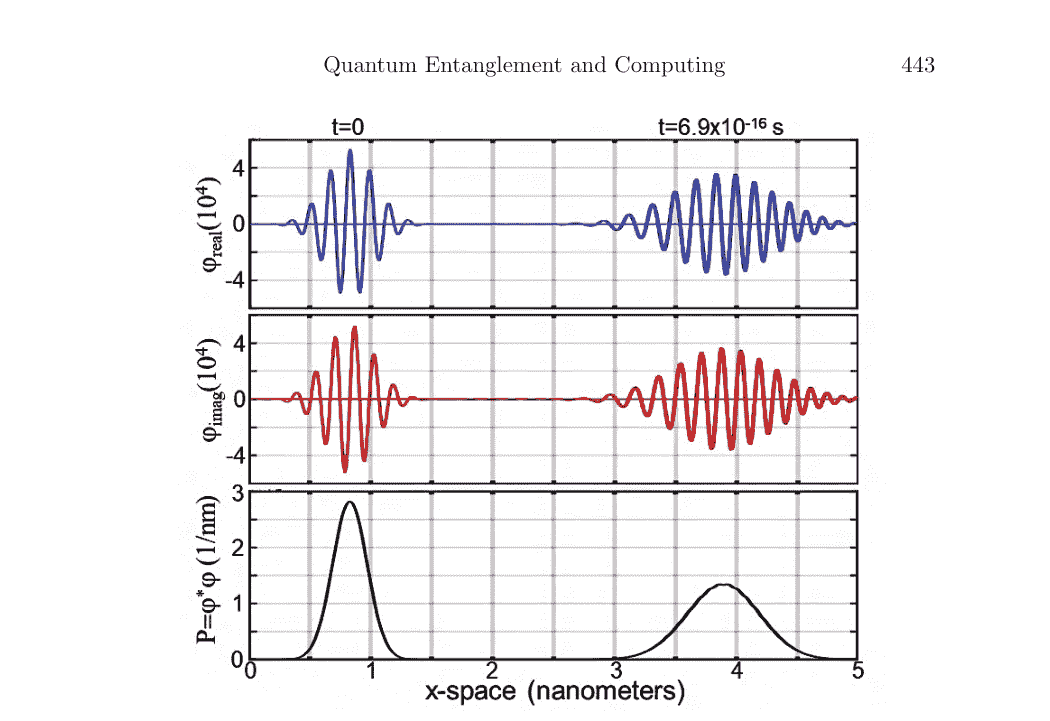 Quantum Entanglement and Computing 443
t=0 t=6.9x10-16 s
4
0
-4
φreal(10⁴)
4
0
-4
φimag(10⁴)
3
2
1
0
P=φ*φ (1/nm)
0 1 2 3 4 5
x-space (nanometers)